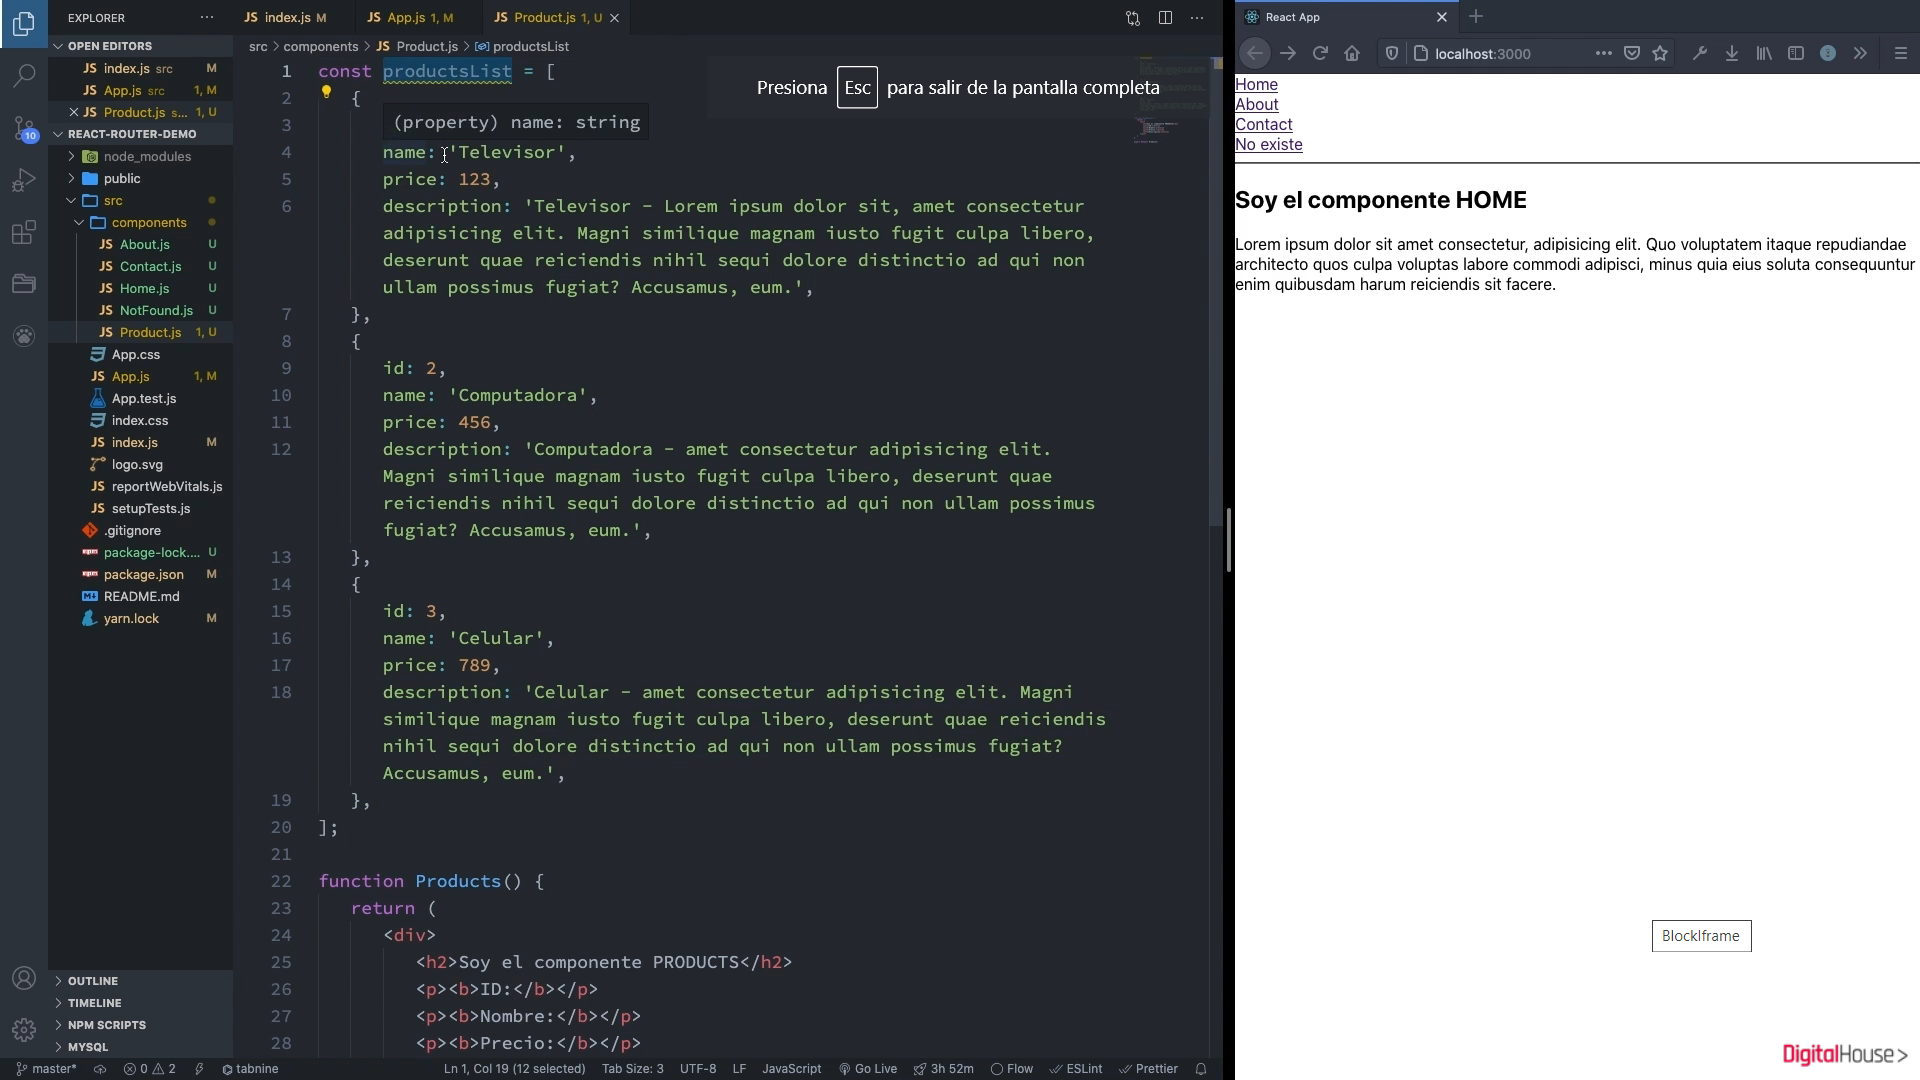 EXPLORER
OPEN EDITORS
index.js src M
App.js src 1, M
Product.js s... 1, U
REACT-ROUTER-DEMO
node_modules
public
src
components
About.js U
Contact.js U
Home.js U
NotFound.js U
Product.js 1, U
App.css
App.js 1, M
App.test.js
index.css
index.js M
logo.svg
reportWebVitals.js
setupTests.js
.gitignore
package-lock.... U
package.json M
README.md
yarn.lock M
OUTLINE
TIMELINE
NPM SCRIPTS
MYSQL
10
JS index.js M JS App.js 1, M JS Product.js 1, U
src > components > JS Product.js > productsList
1 const productsList = [
2 {
3
(property) name: string
4 name: 'Televisor',
5 price: 123,
6 description: 'Televisor - Lorem ipsum dolor sit, amet consectetur
adipisicing elit. Magni similique magnam iusto fugit culpa libero,
deserunt quae reiciendis nihil sequi dolore distinctio ad qui non
ullam possimus fugiat? Accusamus, eum.',
7 },
8 {
9 id: 2,
10 name: 'Computadora',
11 price: 456,
12 description: 'Computadora - amet consectetur adipisicing elit.
Magni similique magnam iusto fugit culpa libero, deserunt quae
reiciendis nihil sequi dolore distinctio ad qui non ullam possimus
fugiat? Accusamus, eum.',
13 },
14 {
15 id: 3,
16 name: 'Celular',
17 price: 789,
18 description: 'Celular - amet consectetur adipisicing elit. Magni
similique magnam iusto fugit culpa libero, deserunt quae reiciendis
nihil sequi dolore distinctio ad qui non ullam possimus fugiat?
Accusamus, eum.',
19 },
20 ];
21
22 function Products() {
23 return (
24 <div>
25 <h2>Soy el componente PRODUCTS</h2>
26 <p><b>ID:</b></p>
27 <p><b>Nombre:</b></p>
28 <p><b>Precio:</b></p>
Presiona Esc para salir de la pantalla completa
master* 0 2 tabnine Ln 1, Col 19 (12 selected) Tab Size: 3 UTF-8 LF JavaScript Go Live 3h 52m Flow ESLint Prettier
React App
localhost:3000
Home
About
Contact
No existe
Soy el componente HOME
Lorem ipsum dolor sit amet consectetur, adipisicing elit. Quo voluptatem itaque repudiandae
architecto quos culpa voluptas labore commodi adipisci, minus quia eius soluta consequuntur
enim quibusdam harum reiciendis sit facere.
BlockIframe
DigitalHouse>